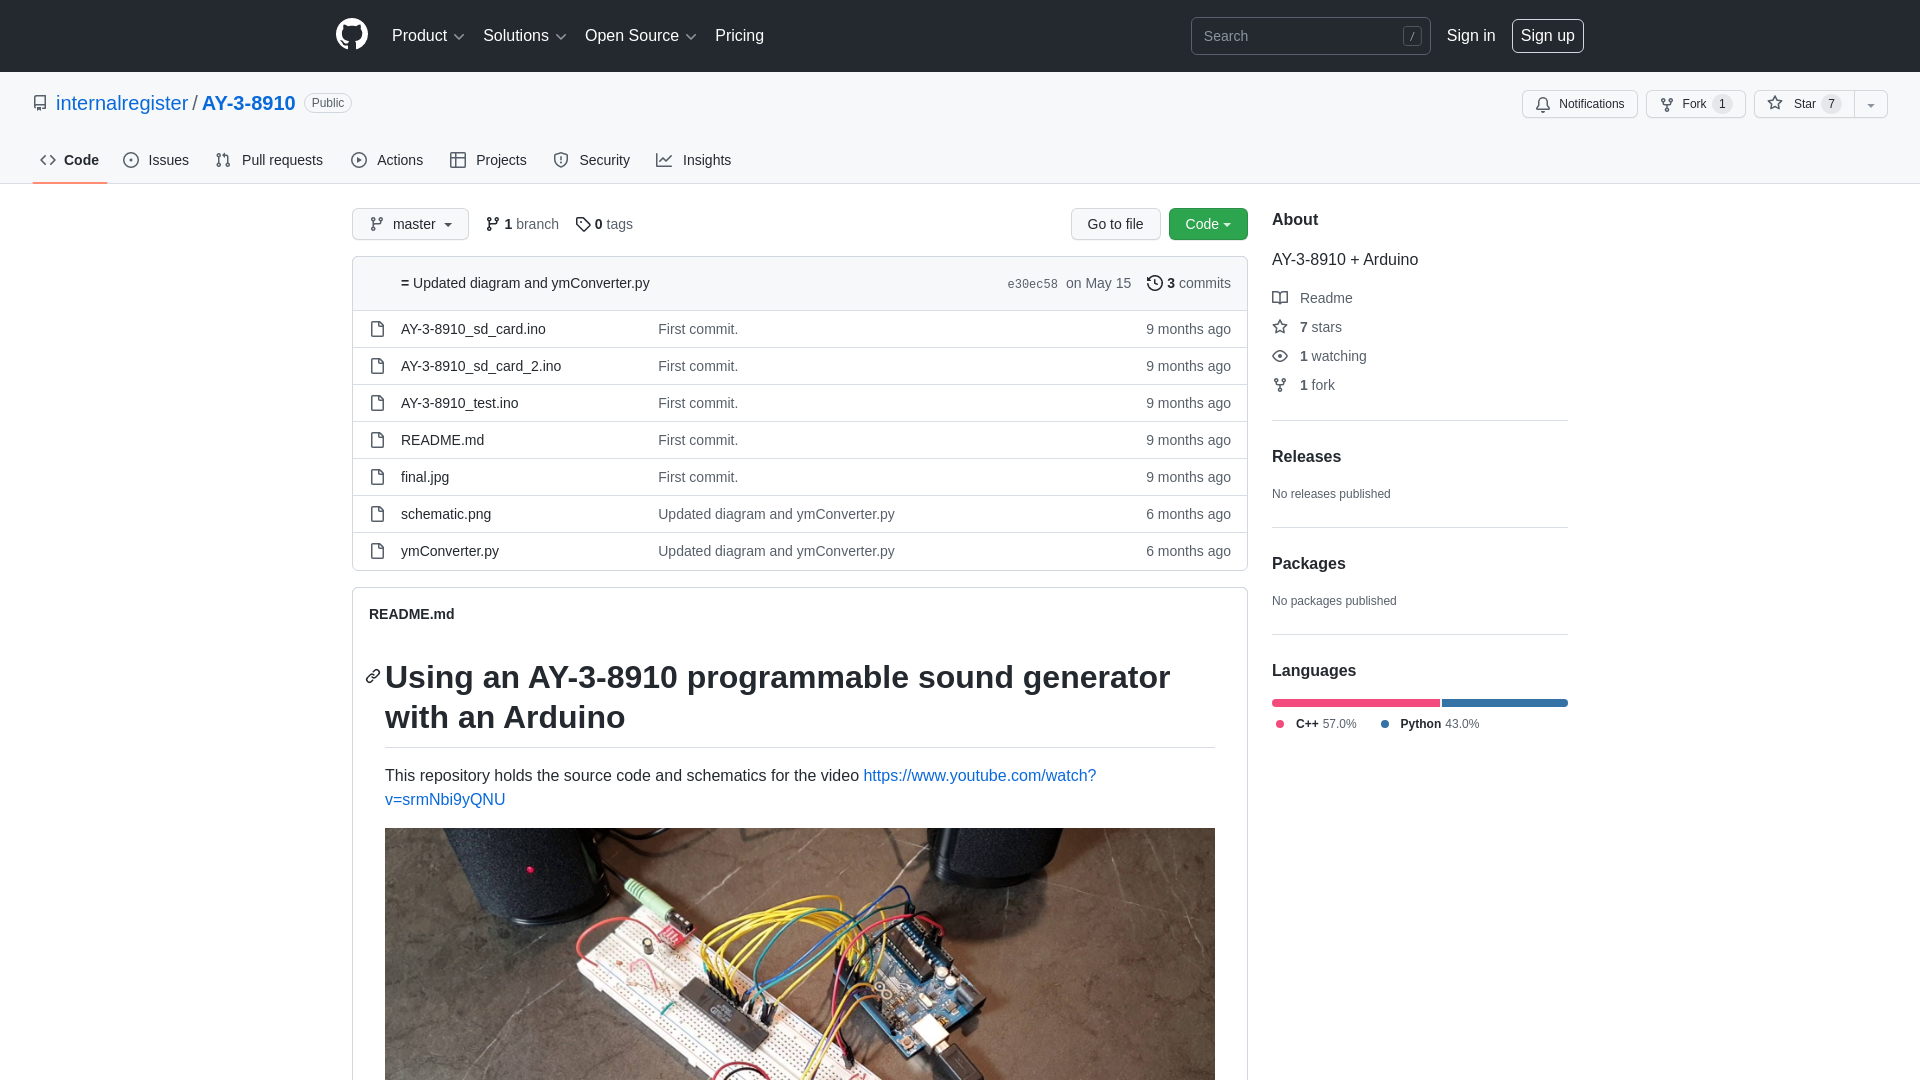 Product Solutions Open Source Pricing Search / Sign in Sign up
internalregister / AY-3-8910 Public Notifications Fork 1 Star 7
Code Issues Pull requests Actions Projects Security Insights
master 1 branch 0 tags Go to file Code
= Updated diagram and ymConverter.py e30ec58 on May 15 3 commits
AY-3-8910_sd_card.ino First commit. 9 months ago
AY-3-8910_sd_card_2.ino First commit. 9 months ago
AY-3-8910_test.ino First commit. 9 months ago
README.md First commit. 9 months ago
final.jpg First commit. 9 months ago
schematic.png Updated diagram and ymConverter.py 6 months ago
ymConverter.py Updated diagram and ymConverter.py 6 months ago
README.md
Using an AY-3-8910 programmable sound generator
with an Arduino
This repository holds the source code and schematics for the video https://www.youtube.com/watch?
v=srmNbi9yQNU
About
AY-3-8910 + Arduino
Readme
7 stars
1 watching
1 fork
Releases
No releases published
Packages
No packages published
Languages
C++ 57.0% Python 43.0%